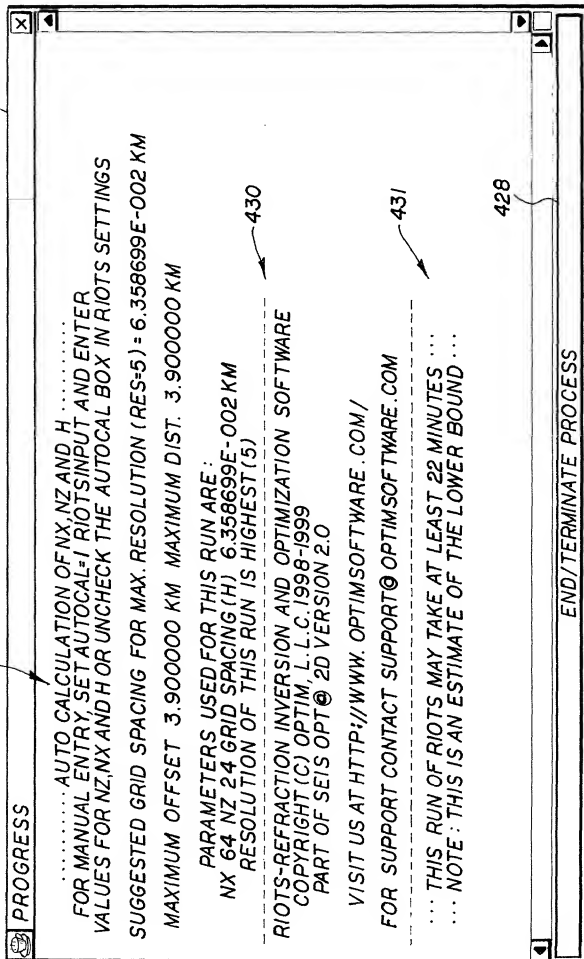 PROGRESS
.......... AUTO CALCULATION OF NX, NZ AND H ..........
FOR MANUAL ENTRY, SET AUTOCAL=1 RIOTSINPUT AND ENTER
VALUES FOR NZ,NX AND H OR UNCHECK THE AUTOCAL BOX IN RIOTS SETTINGS
SUGGESTED GRID SPACING FOR MAX. RESOLUTION (RES=5) = 6.358699E-002 KM
MAXIMUM OFFSET 3.900000 KM MAXIMUM DIST. 3.900000 KM
PARAMETERS USED FOR THIS RUN ARE:
NX 64 NZ 24 GRID SPACING (H) 6.358699E-002 KM
RESOLUTION OF THIS RUN IS HIGHEST (5)
430
RIOTS-REFRACTION INVERSION AND OPTIMIZATION SOFTWARE
COPYRIGHT (C) OPTIM, L.L.C. 1998-1999
PART OF SEIS OPT@ 2D VERSION 2.0
VISIT US AT HTTP://WWW.OPTIMSOFTWARE.COM/
FOR SUPPORT CONTACT SUPPORT@OPTIMSOFTWARE.COM
431
... THIS RUN OF RIOTS MAY TAKE AT LEAST 22 MINUTES ...
... NOTE: THIS IS AN ESTIMATE OF THE LOWER BOUND ...
428
END/TERMINATE PROCESS